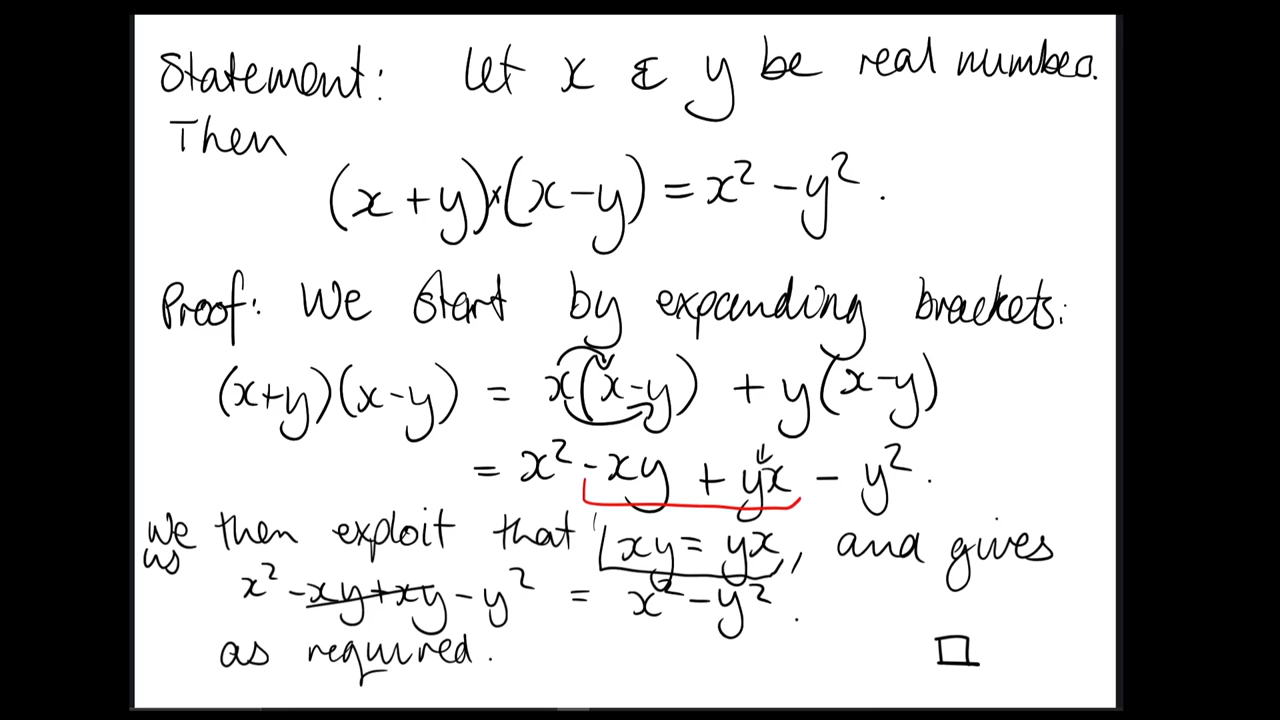 Statement: let x & y be real number.
Then
(x + y)×(x - y) = x² - y².
Proof: We start by expanding brackets:
(x+y)(x-y) = x(x-y) + y(x-y)
= x² - xy + yx - y².
We then exploit that xy = yx, and gives
us
x² - xy + xy - y² = x² - y².
as required. □